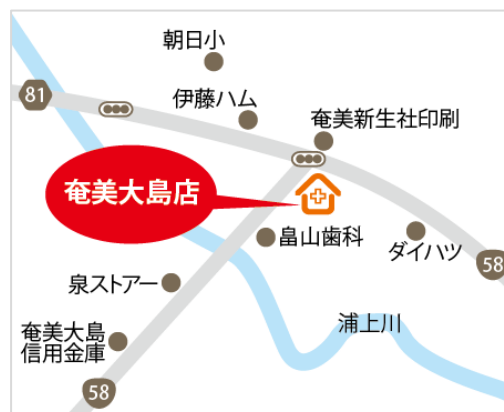 朝日小
81
伊藤ハム
奄美新生社印刷
奄美大島店
畠山歯科
ダイハツ
58
泉ストアー
浦上川
奄美大島
信用金庫
58